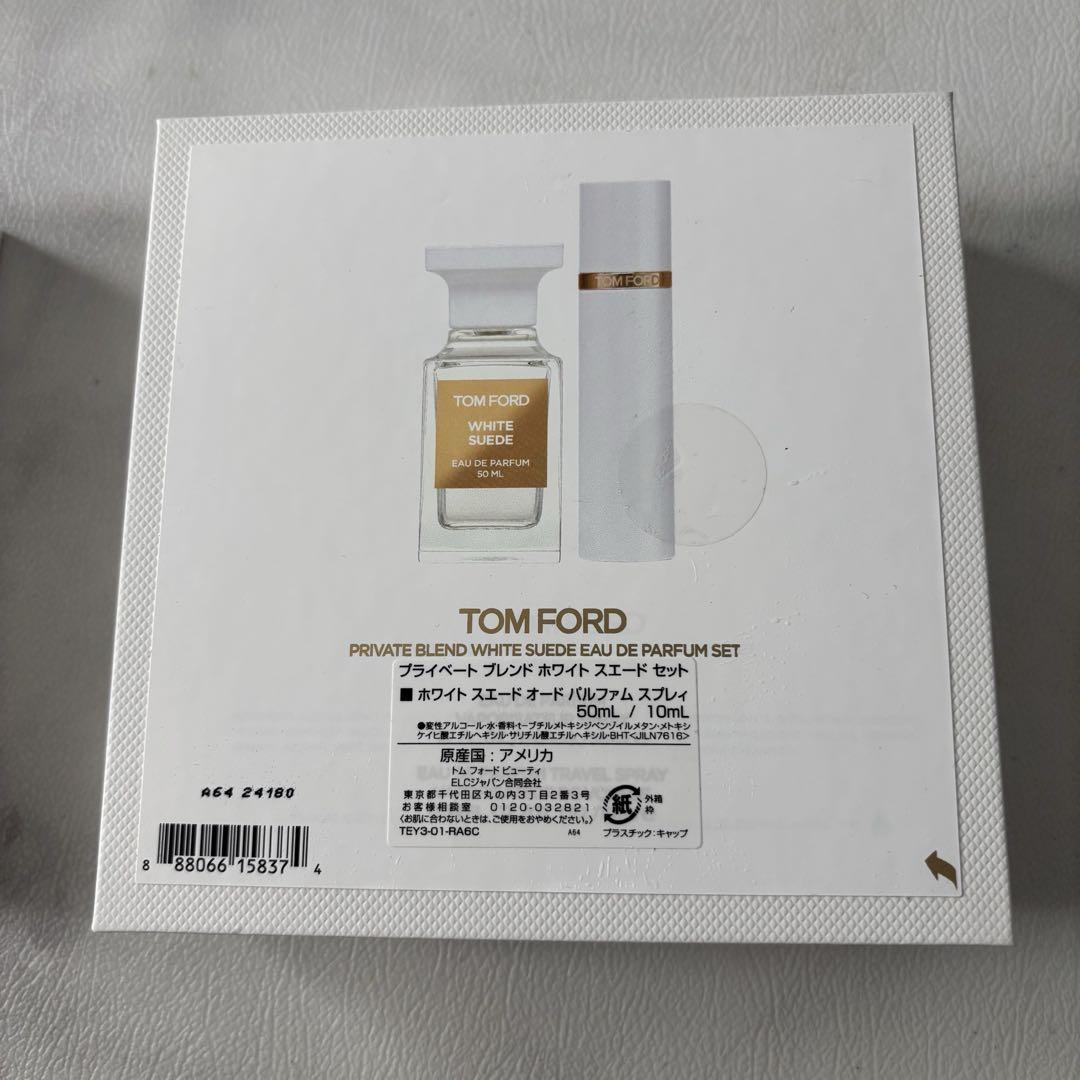 TOM FORD
TOM FORD
WHITE
SUEDE
EAU DE PARFUM
50 ML
TOM FORD
PRIVATE BLEND WHITE SUEDE EAU DE PARFUM SET
プライベート ブレンド ホワイト スエード セット
■ ホワイト スエード オード パルファム スプレィ
50mL / 10mL
●変性アルコール・水・香料・t-ブチルメトキシジベンゾイルメタン・メトキシ
ケイヒ酸エチルヘキシル・サリチル酸エチルヘキシル・BHT<JILN7616>
原産国:アメリカ
トム フォード ビューティ
ELCジャパン合同会社
東京都千代田区丸の内3丁目2番3号
お客様相談室 0120-032821
〈お肌に合わないときは、ご使用をおやめください。〉
TEY3-01-RA6C A64
紙 外箱
枠
プラスチック:キャップ
A64 24180
8 88066 15837 4